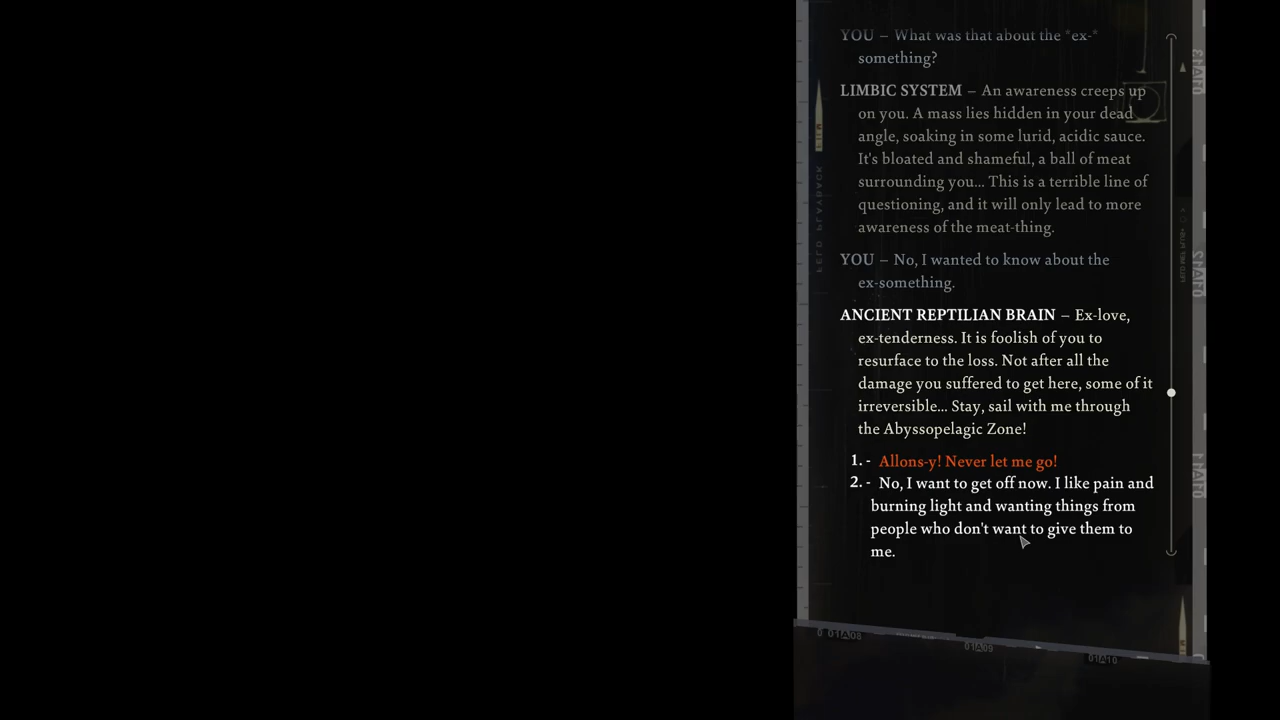 YOU – What was that about the *ex-*
something?
LIMBIC SYSTEM – An awareness creeps up
on you. A mass lies hidden in your dead
angle, soaking in some lurid, acidic sauce.
It's bloated and shameful, a ball of meat
surrounding you... This is a terrible line of
questioning, and it will only lead to more
awareness of the meat-thing.
YOU – No, I wanted to know about the
ex-something.
ANCIENT REPTILIAN BRAIN – Ex-love,
ex-tenderness. It is foolish of you to
resurface to the loss. Not after all the
damage you suffered to get here, some of it
irreversible... Stay, sail with me through
the Abyssopelagic Zone!
1. - Allons-y! Never let me go!
2. - No, I want to get off now. I like pain and
burning light and wanting things from
people who don't want to give them to
me.
01A08
01A09
01A10